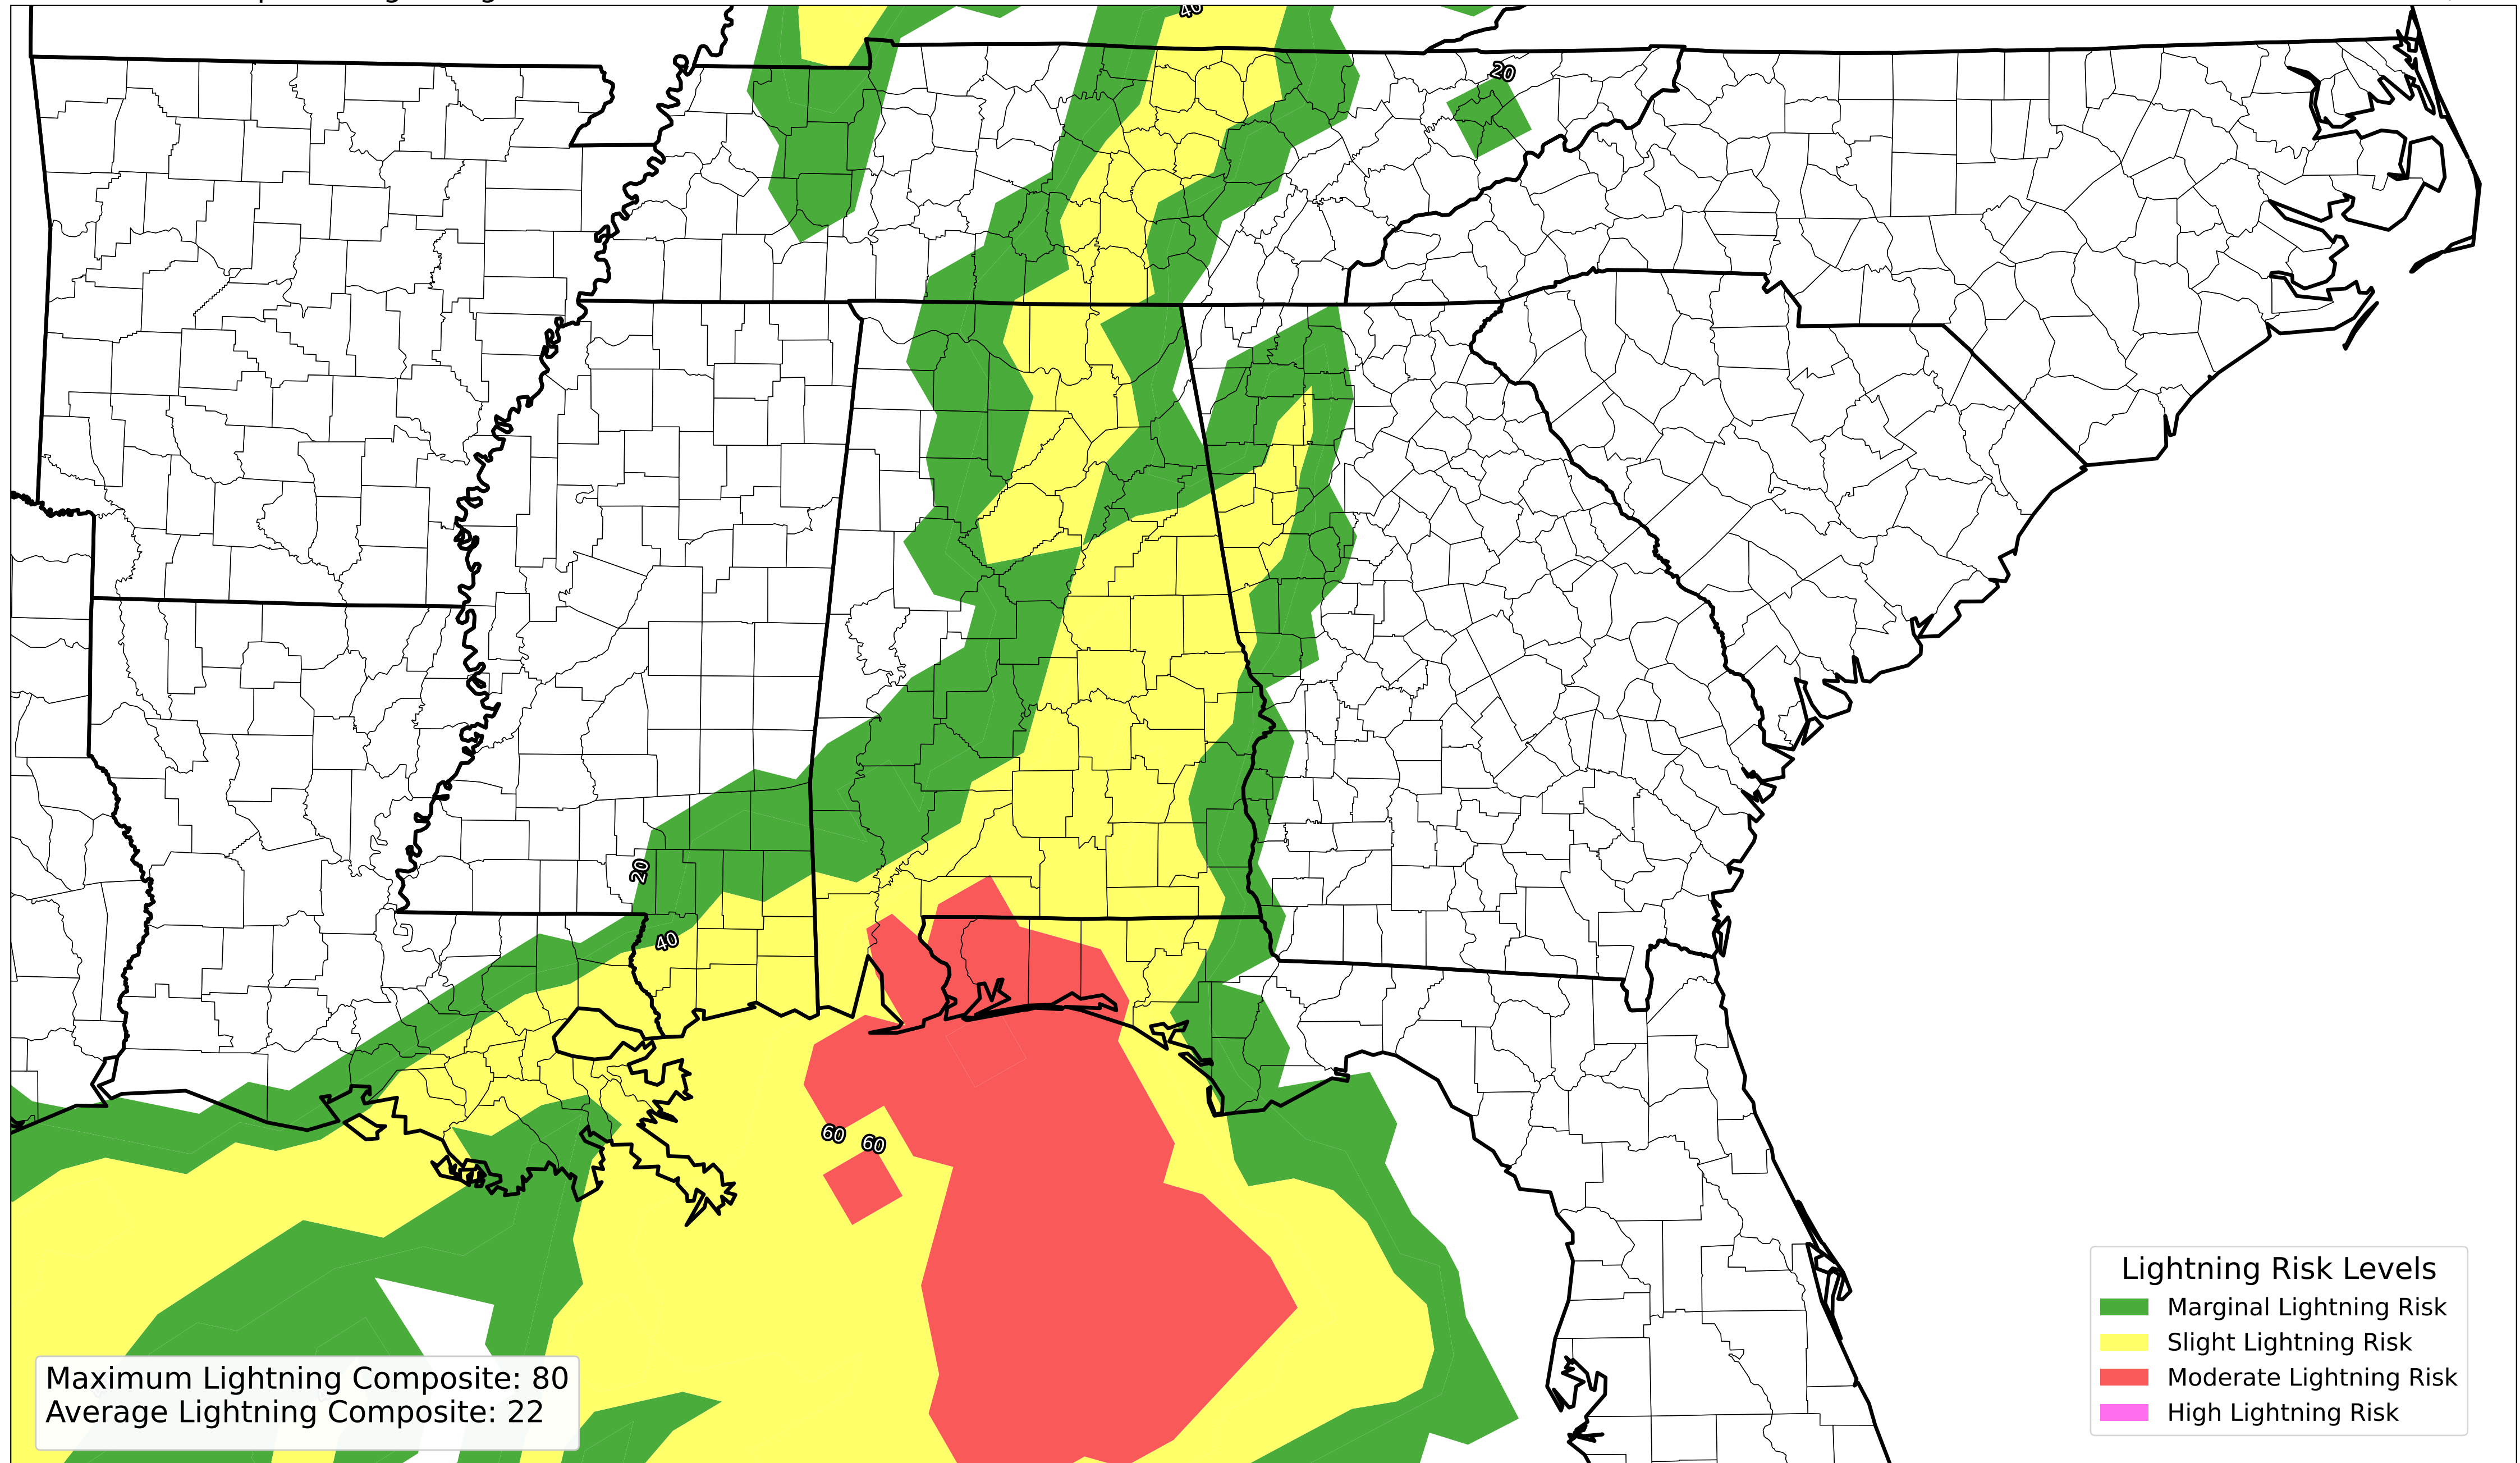 40
20
20
40
60
60
Lightning Risk Levels
Marginal Lightning Risk
Slight Lightning Risk
Moderate Lightning Risk
High Lightning Risk
Maximum Lightning Composite: 80
Average Lightning Composite: 22